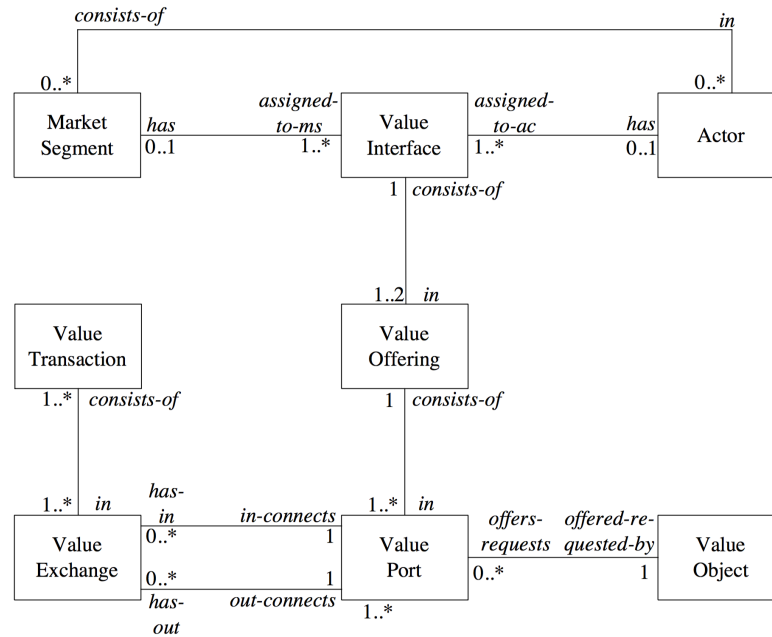 consists-of
in
0..*
0..*
Market
Segment
has
0..1
assigned-
to-ms
1..*
Value
Interface
assigned-
to-ac
1..*
has
0..1
Actor
1
consists-of
1..2
in
Value
Transaction
Value
Offering
1..*
consists-of
1
consists-of
1..*
in
has-
in
0..*
in-connects
1
1..*
in
offers-
requests
0..*
offered-re-
quested-by
1
Value
Exchange
Value
Port
Value
Object
0..*
has-
out
1
out-connects
1..*